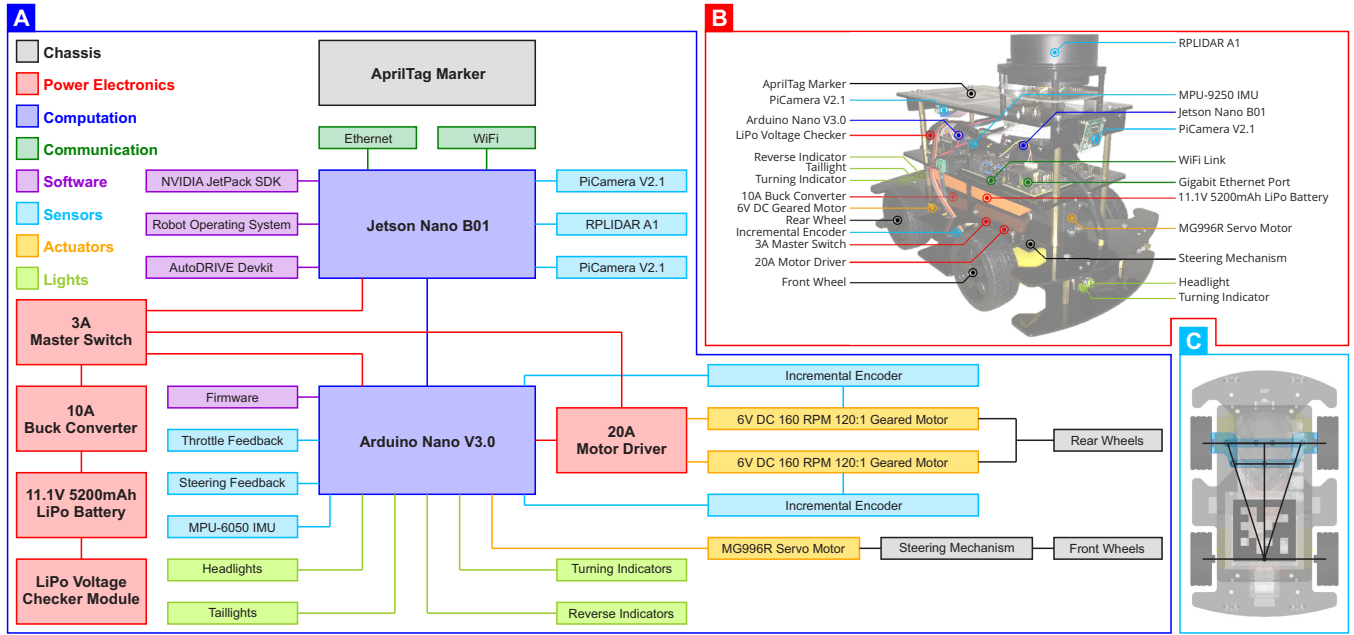 A
Chassis
Power Electronics
Computation
Communication
Software
Sensors
Actuators
Lights
AprilTag Marker
Ethernet
WiFi
NVIDIA JetPack SDK
Robot Operating System
AutoDRIVE Devkit
Jetson Nano B01
PiCamera V2.1
RPLIDAR A1
PiCamera V2.1
3A
Master Switch
10A
Buck Converter
11.1V 5200mAh
LiPo Battery
LiPo Voltage
Checker Module
Firmware
Throttle Feedback
Steering Feedback
MPU-6050 IMU
Headlights
Taillights
Arduino Nano V3.0
20A
Motor Driver
Turning Indicators
Reverse Indicators
Incremental Encoder
6V DC 160 RPM 120:1 Geared Motor
6V DC 160 RPM 120:1 Geared Motor
Incremental Encoder
Rear Wheels
MG996R Servo Motor
Steering Mechanism
Front Wheels
B
AprilTag Marker
PiCamera V2.1
Arduino Nano V3.0
LiPo Voltage Checker
Reverse Indicator
Taillight
Turning Indicator
10A Buck Converter
6V DC Geared Motor
Rear Wheel
Incremental Encoder
3A Master Switch
20A Motor Driver
Front Wheel
RPLIDAR A1
MPU-9250 IMU
Jetson Nano B01
PiCamera V2.1
WiFi Link
Gigabit Ethernet Port
11.1V 5200mAh LiPo Battery
MG996R Servo Motor
Steering Mechanism
Headlight
Turning Indicator
C